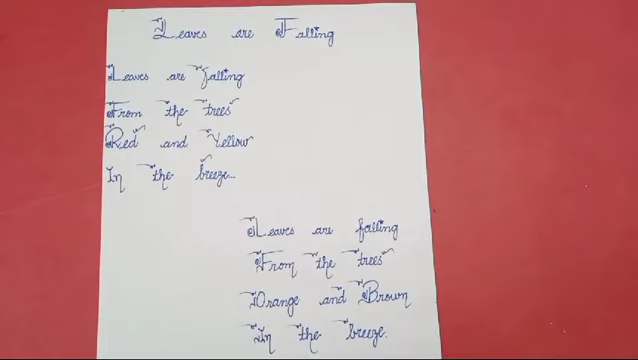 Leaves are Falling
Leaves are falling
From the trees
Red and Yellow
In the breeze...
Leaves are falling
From the trees
Orange and Brown
In the breeze.